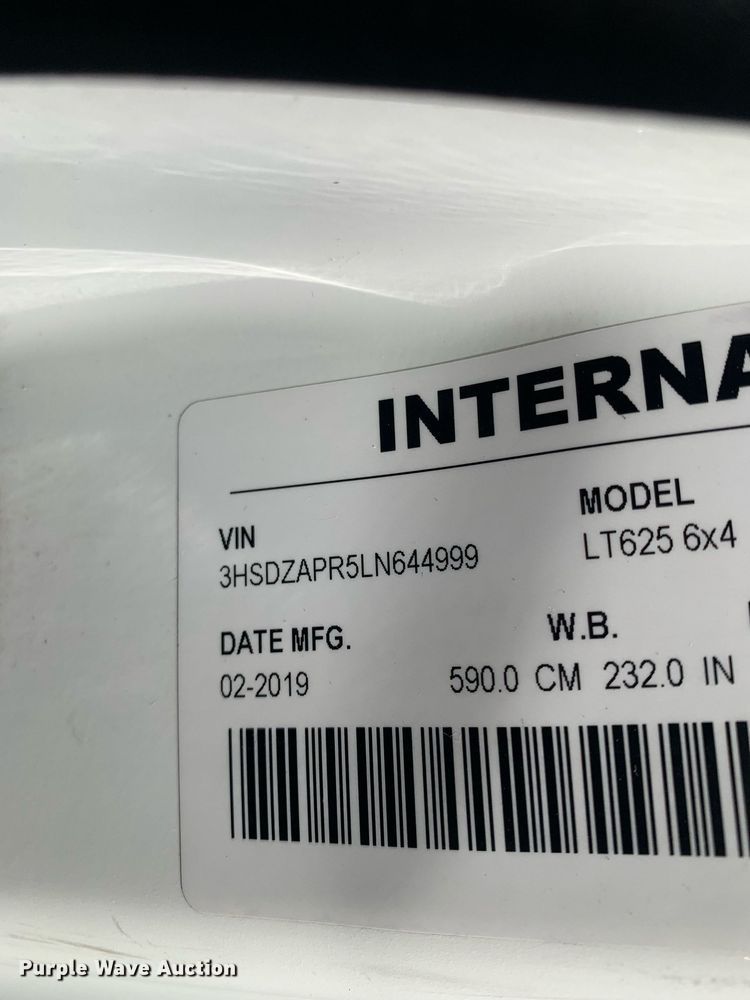 INTERNA
VIN
3HSDZAPR5LN644999
MODEL
LT625 6x4
DATE MFG.
02-2019
W.B.
590.0 CM 232.0 IN
Purple Wave Auction